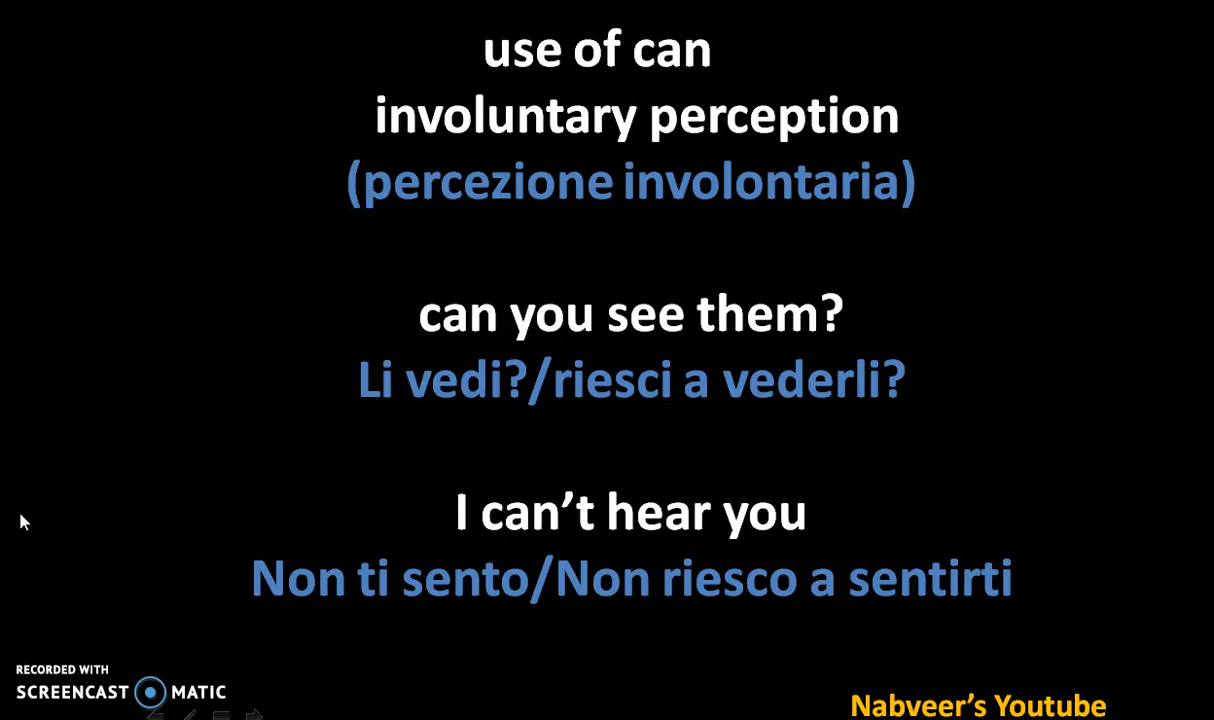 use of can
involuntary perception
(percezione involontaria)
can you see them?
Li vedi?/riesci a vederli?
I can’t hear you
Non ti sento/Non riesco a sentirti
RECORDED WITH
SCREENCAST MATIC
Nabveer’s Youtube